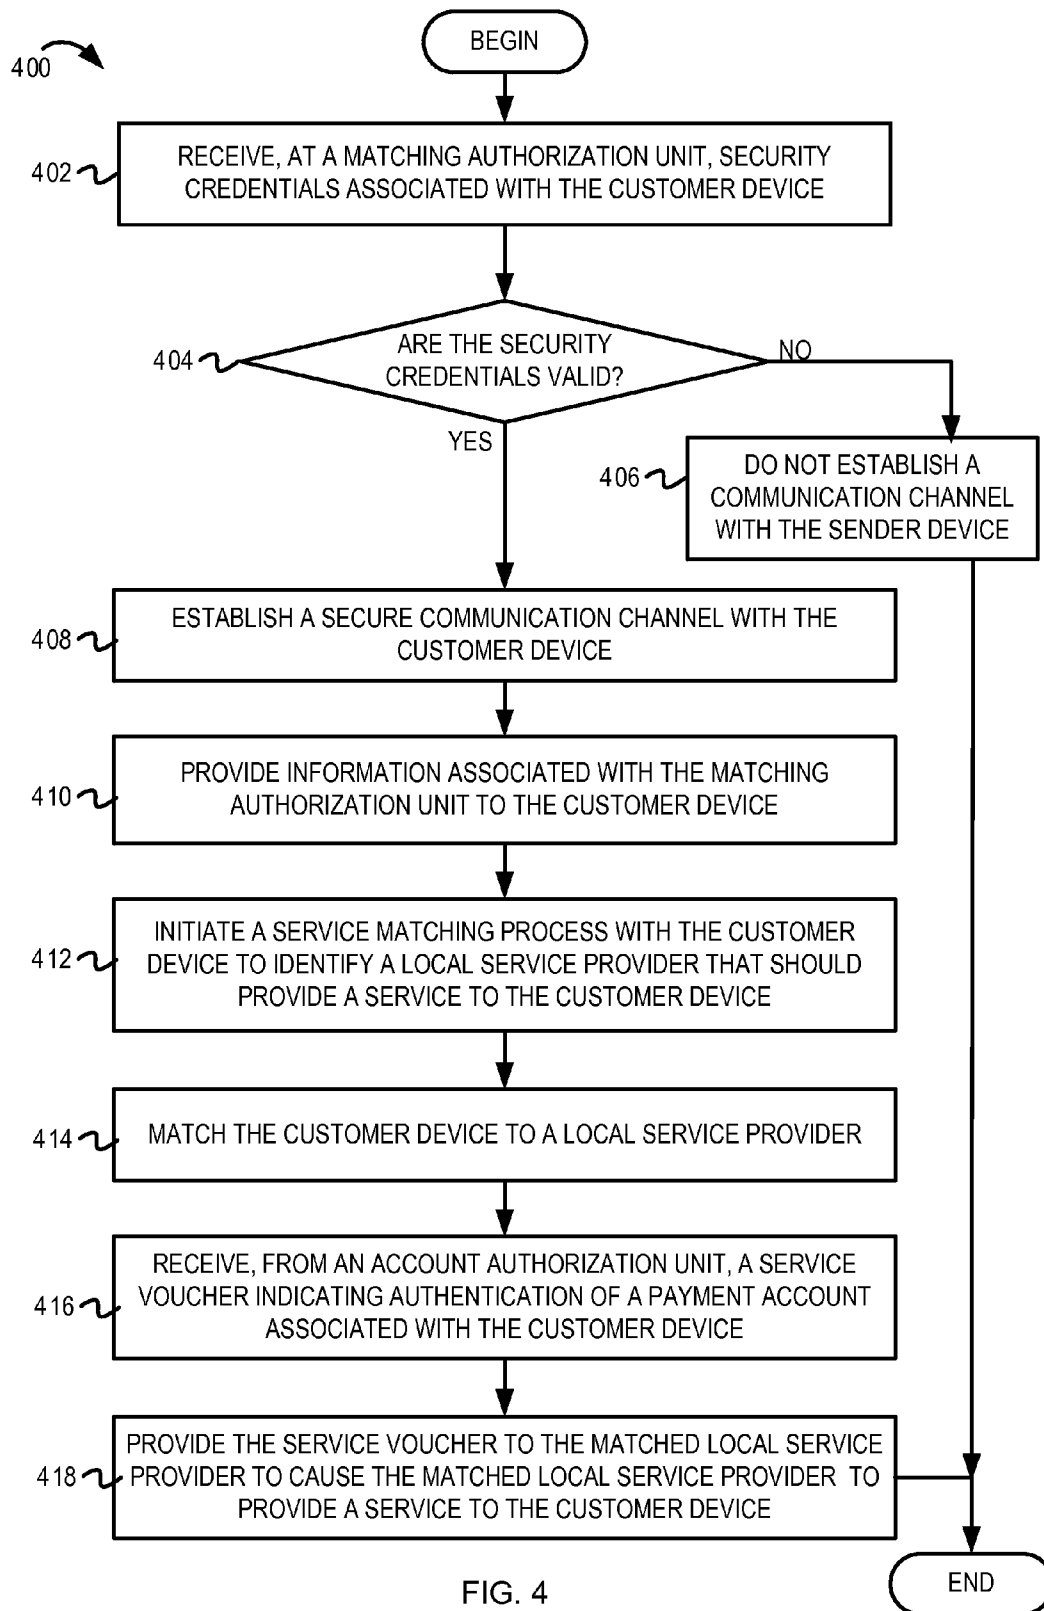 BEGIN
400
402
RECEIVE, AT A MATCHING AUTHORIZATION UNIT, SECURITY
CREDENTIALS ASSOCIATED WITH THE CUSTOMER DEVICE
404
ARE THE SECURITY
CREDENTIALS VALID?
NO
YES
406
DO NOT ESTABLISH A
COMMUNICATION CHANNEL
WITH THE SENDER DEVICE
408
ESTABLISH A SECURE COMMUNICATION CHANNEL WITH THE
CUSTOMER DEVICE
410
PROVIDE INFORMATION ASSOCIATED WITH THE MATCHING
AUTHORIZATION UNIT TO THE CUSTOMER DEVICE
412
INITIATE A SERVICE MATCHING PROCESS WITH THE CUSTOMER
DEVICE TO IDENTIFY A LOCAL SERVICE PROVIDER THAT SHOULD
PROVIDE A SERVICE TO THE CUSTOMER DEVICE
414
MATCH THE CUSTOMER DEVICE TO A LOCAL SERVICE PROVIDER
416
RECEIVE, FROM AN ACCOUNT AUTHORIZATION UNIT, A SERVICE
VOUCHER INDICATING AUTHENTICATION OF A PAYMENT ACCOUNT
ASSOCIATED WITH THE CUSTOMER DEVICE
418
PROVIDE THE SERVICE VOUCHER TO THE MATCHED LOCAL SERVICE
PROVIDER TO CAUSE THE MATCHED LOCAL SERVICE PROVIDER TO
PROVIDE A SERVICE TO THE CUSTOMER DEVICE
END
FIG. 4